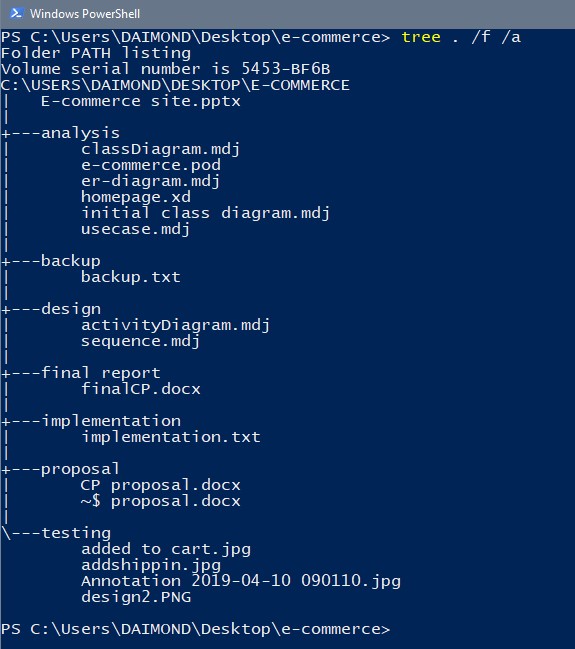 Windows PowerShell
PS C:\Users\DAIMOND\Desktop\e-commerce> tree . /f /a
Folder PATH listing
Volume serial number is 5453-BF6B
C:\USERS\DAIMOND\DESKTOP\E-COMMERCE
|   E-commerce site.pptx
|
+---analysis
|       classDiagram.mdj
|       e-commerce.pod
|       er-diagram.mdj
|       homepage.xd
|       initial class diagram.mdj
|       usecase.mdj
|
+---backup
|       backup.txt
|
+---design
|       activityDiagram.mdj
|       sequence.mdj
|
+---final report
|       finalCP.docx
|
+---implementation
|       implementation.txt
|
+---proposal
|       CP proposal.docx
|       ~$ proposal.docx
|
\---testing
        added to cart.jpg
        addshippin.jpg
        Annotation 2019-04-10 090110.jpg
        design2.PNG
PS C:\Users\DAIMOND\Desktop\e-commerce>